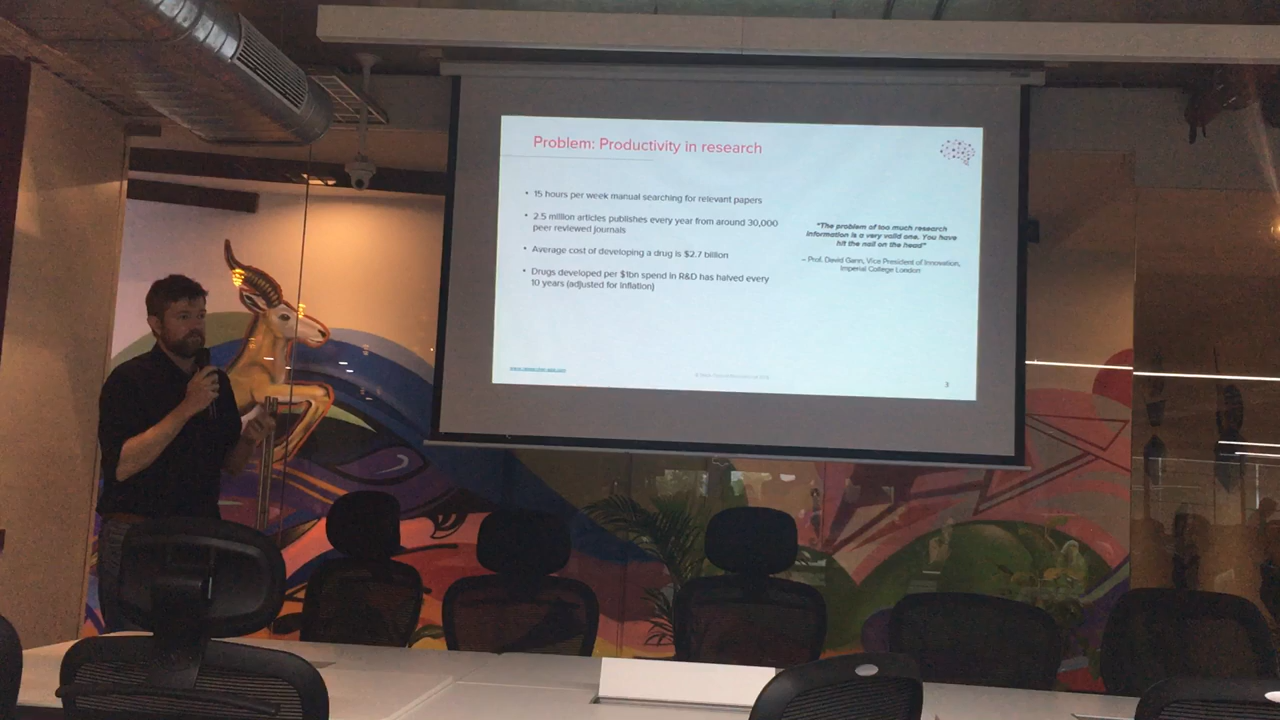 Problem: Productivity in research
• 15 hours per week manual searching for relevant papers
• 2.5 million articles publishes every year from around 30,000
peer reviewed journals
• Average cost of developing a drug is $2.7 billion
• Drugs developed per $1bn spend in R&D has halved every
10 years (adjusted for inflation)
"The problem of too much research
information is a very valid one. You have
hit the nail on the head"
– Prof. David Gann, Vice President of Innovation,
Imperial College London
3